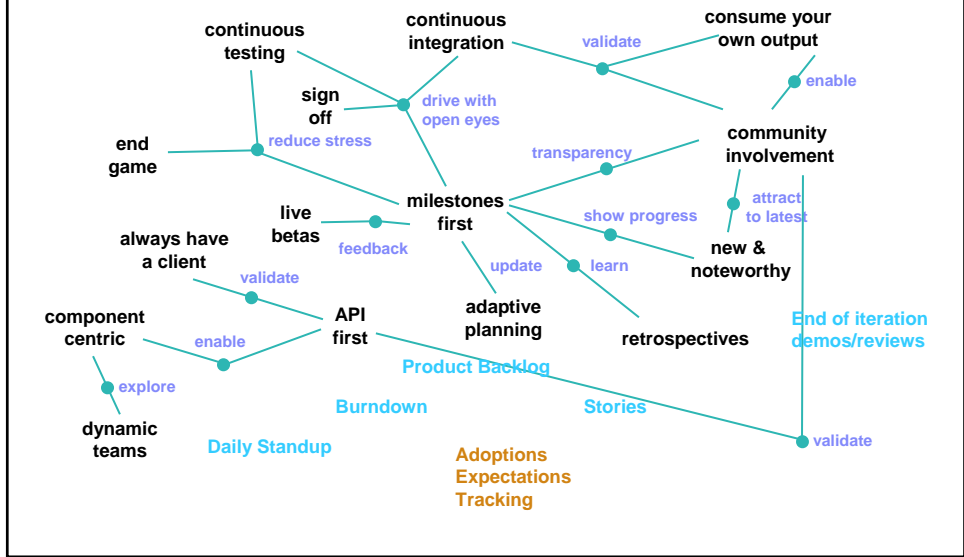 continuous
testing
continuous
integration
consume your
own output
validate
enable
sign
off
drive with
open eyes
end
game
reduce stress
community
involvement
transparency
milestones
first
attract
to latest
live
betas
feedback
show progress
new &
noteworthy
always have
a client
update
learn
validate
adaptive
planning
component
centric
API
first
retrospectives
End of iteration
demos/reviews
enable
Product Backlog
explore
Burndown
Stories
dynamic
teams
Daily Standup
validate
Adoptions
Expectations
Tracking